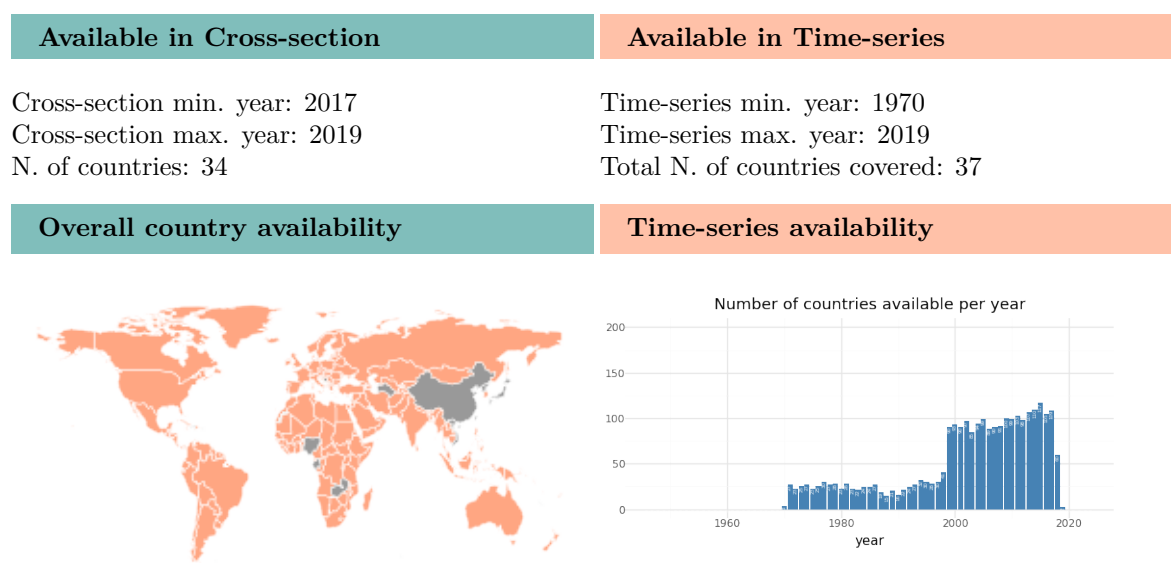 Available in Cross-section
Available in Time-series
Cross-section min. year: 2017
Cross-section max. year: 2019
N. of countries: 34
Time-series min. year: 1970
Time-series max. year: 2019
Total N. of countries covered: 37
Overall country availability
Time-series availability
Number of countries available per year
200
150
100
50
0
1960 1980 2000 2020
year